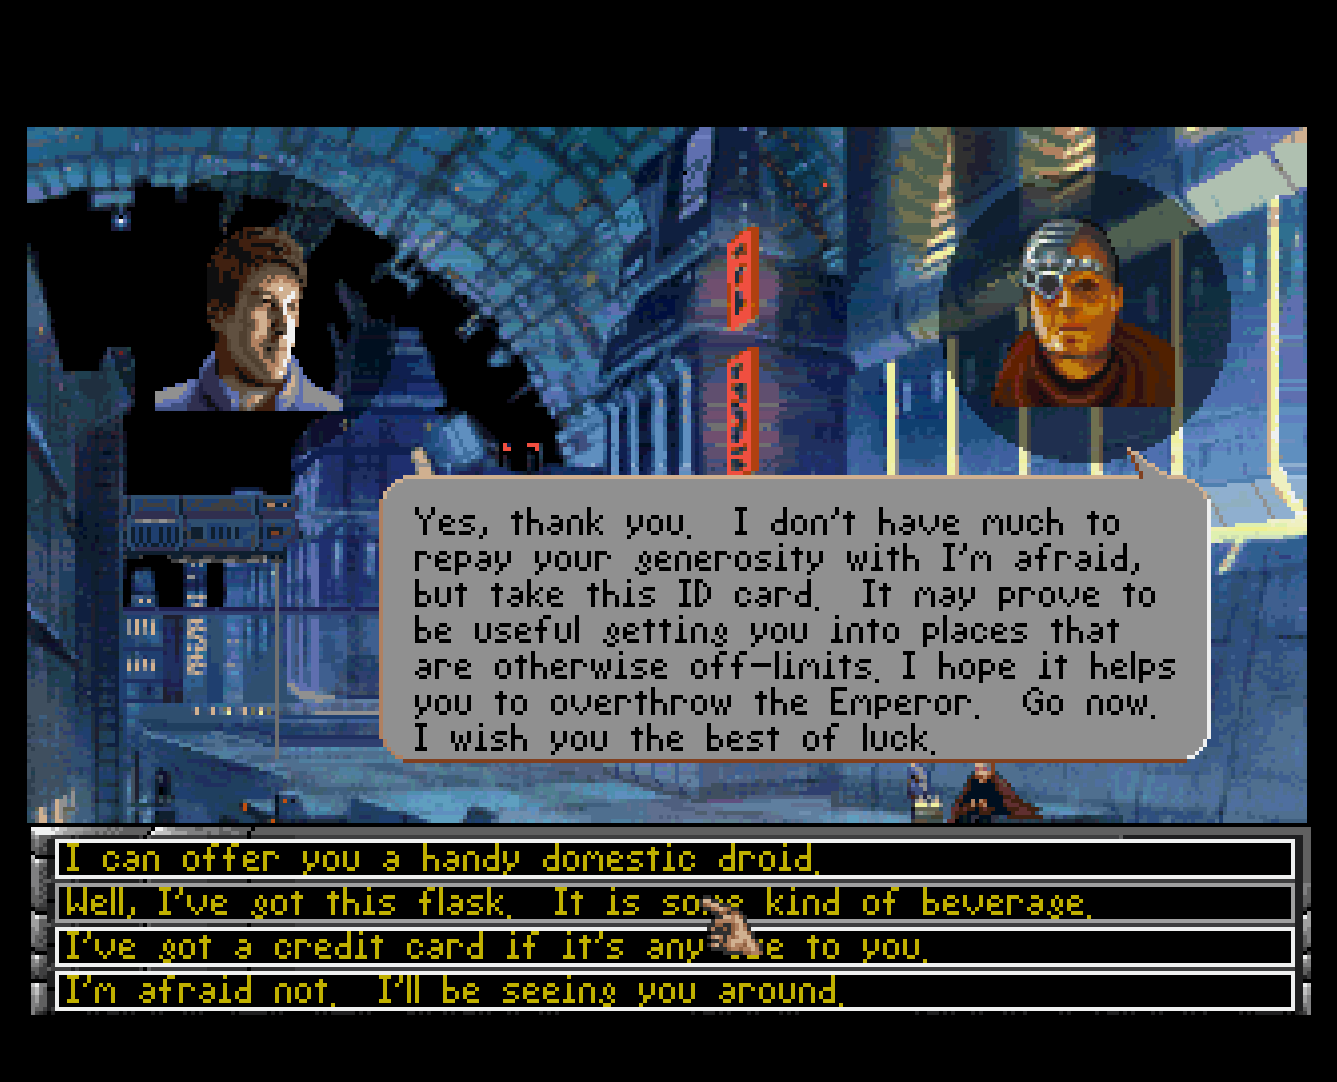 Yes, thank you.  I don't have much to
repay your generosity with I'm afraid,
but take this ID card.  It may prove to
be useful getting you into places that
are otherwise off-limits. I hope it helps
you to overthrow the Emperor.  Go now.
I wish you the best of luck.
I can offer you a handy domestic droid.
Well, I've got this flask.  It is some kind of beverage.
I've got a credit card if it's any use to you.
I'm afraid not.  I'll be seeing you around.